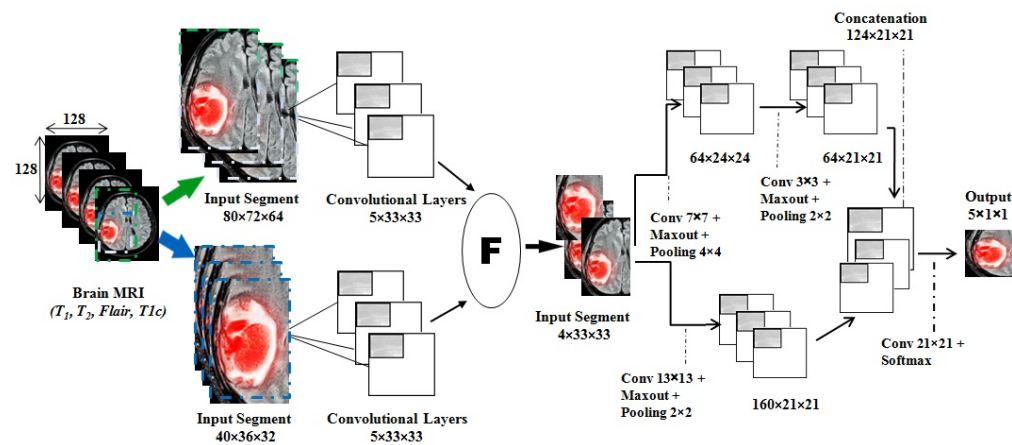 128
128
Brain MRI
(T1, T2, Flair, T1c)
Input Segment
80×72×64
Convolutional Layers
5×33×33
Input Segment
40×36×32
Convolutional Layers
5×33×33
F
Input Segment
4×33×33
Conv 7×7 +
Maxout +
Pooling 4×4
64×24×24
Conv 3×3 +
Maxout +
Pooling 2×2
64×21×21
Conv 13×13 +
Maxout +
Pooling 2×2
160×21×21
Concatenation
124×21×21
Conv 21×21 +
Softmax
Output
5×1×1